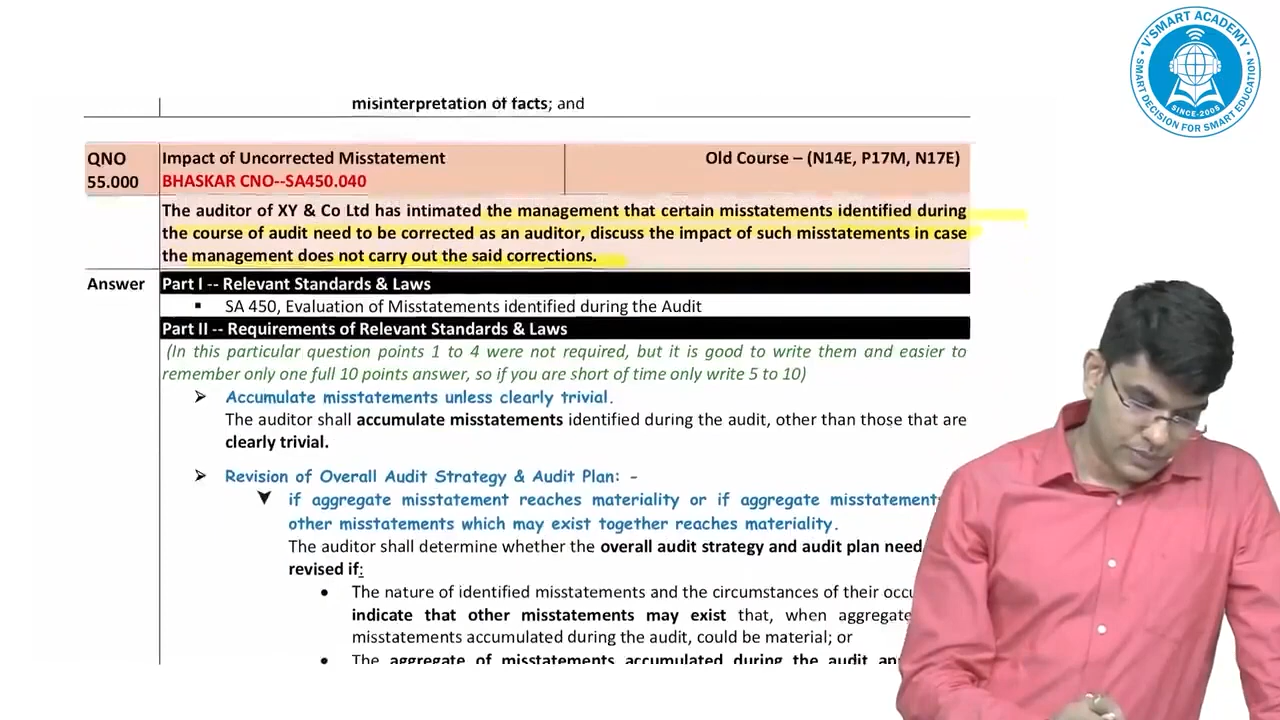 V'SMART ACADEMY
SINCE-2008
SMART DECISION FOR SMART EDUCATION
misinterpretation of facts; and
QNO
55.000
Impact of Uncorrected Misstatement
Old Course – (N14E, P17M, N17E)
BHASKAR CNO--SA450.040
The auditor of XY & Co Ltd has intimated the management that certain misstatements identified during
the course of audit need to be corrected as an auditor, discuss the impact of such misstatements in case
the management does not carry out the said corrections.
Answer
Part I -- Relevant Standards & Laws
▪ SA 450, Evaluation of Misstatements identified during the Audit
Part II -- Requirements of Relevant Standards & Laws
(In this particular question points 1 to 4 were not required, but it is good to write them and easier to
remember only one full 10 points answer, so if you are short of time only write 5 to 10)
➢ Accumulate misstatements unless clearly trivial.
The auditor shall accumulate misstatements identified during the audit, other than those that are
clearly trivial.
➢ Revision of Overall Audit Strategy & Audit Plan: -
if aggregate misstatement reaches materiality or if aggregate misstatement
other misstatements which may exist together reaches materiality.
The auditor shall determine whether the overall audit strategy and audit plan need
revised if:
• The nature of identified misstatements and the circumstances of their
indicate that other misstatements may exist that, when
misstatements accumulated during the audit, could be material; or
• The aggregate of misstatements accumulated during the audit